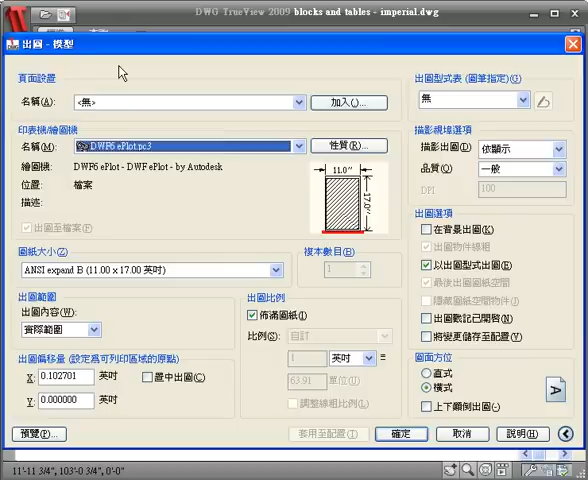 DWG TrueView 2009 blocks and tables - imperial.dwg
出圖 - 模型
頁面設置
名稱(A):
<無>
加入(.)...
出圖型式表 (圖筆指定)(G)
無
印表機/繪圖機
名稱(M):
DWF6 ePlot.pc3
性質(R)...
繪圖機:
DWF6 ePlot - DWF ePlot - by Autodesk
位置:
檔案
描述:
出圖至檔案(F)
11.0''
17.0''
描影視埠選項
描影出圖(D)
依顯示
品質(Q)
一般
DPI
100
圖紙大小(Z)
ANSI expand B (11.00 x 17.00 英吋)
複本數目(B)
1
出圖選項
在背景出圖(K)
出圖物件線粗
以出圖型式出圖(E)
最後出圖圖紙空間
隱藏圖紙空間物件(J)
出圖戳記已開啟(N)
將變更儲存至配置(V)
出圖範圍
出圖內容(W):
實際範圍
出圖比例
佈滿圖紙(I)
比例(S):
自訂
1
英吋
=
63.91
單位(U)
調整線粗比例(L)
出圖偏移量 (設定為可列印區域的原點)
X:
0.102701
英吋
置中出圖(C)
Y:
0.000000
英吋
圖面方位
直式
橫式
上下顛倒出圖(-)
A
預覽(P)...
套用至配置(T)
確定
取消
說明(H)
11'-11 3/4", 103'-0 3/4", 0'-0"